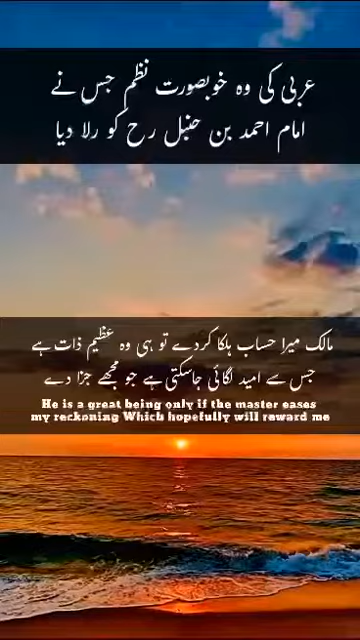 عربی کی وہ خوبصورت نظم جس نے
امام احمد بن حنبل رح کو رلا دیا
مالک میرا حساب ہلکا کردے تو ہی وہ عظیم ذات ہے
جس سے امید لگائی جاسکتی ہے جو مجھے جزا دے
He is a great being only if the master eases
my reckoning Which hopefully will reward me